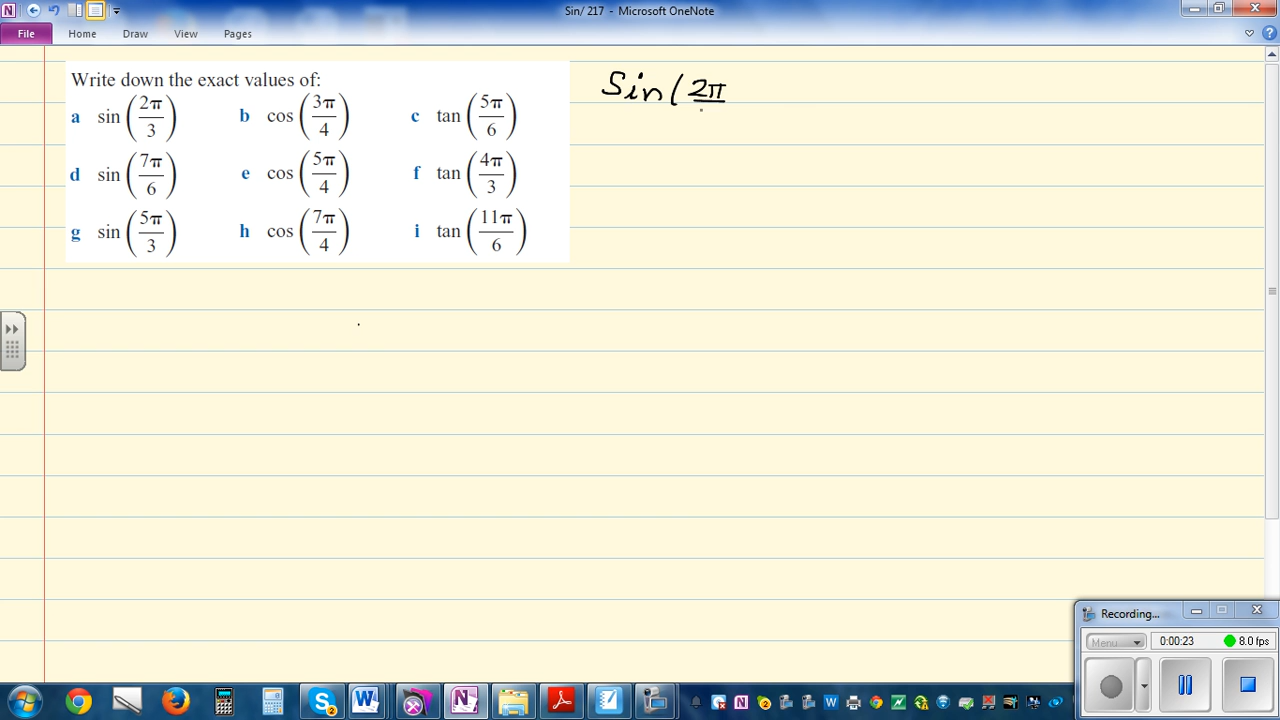 Sin/ 217 - Microsoft OneNote
File Home Draw View Pages
Write down the exact values of: Sin(2π
a sin(2π/3) b cos(3π/4) c tan(5π/6)
d sin(7π/6) e cos(5π/4) f tan(4π/3)
g sin(5π/3) h cos(7π/4) i tan(11π/6)
Recording...
Menu 0:00:23 8.0 fps